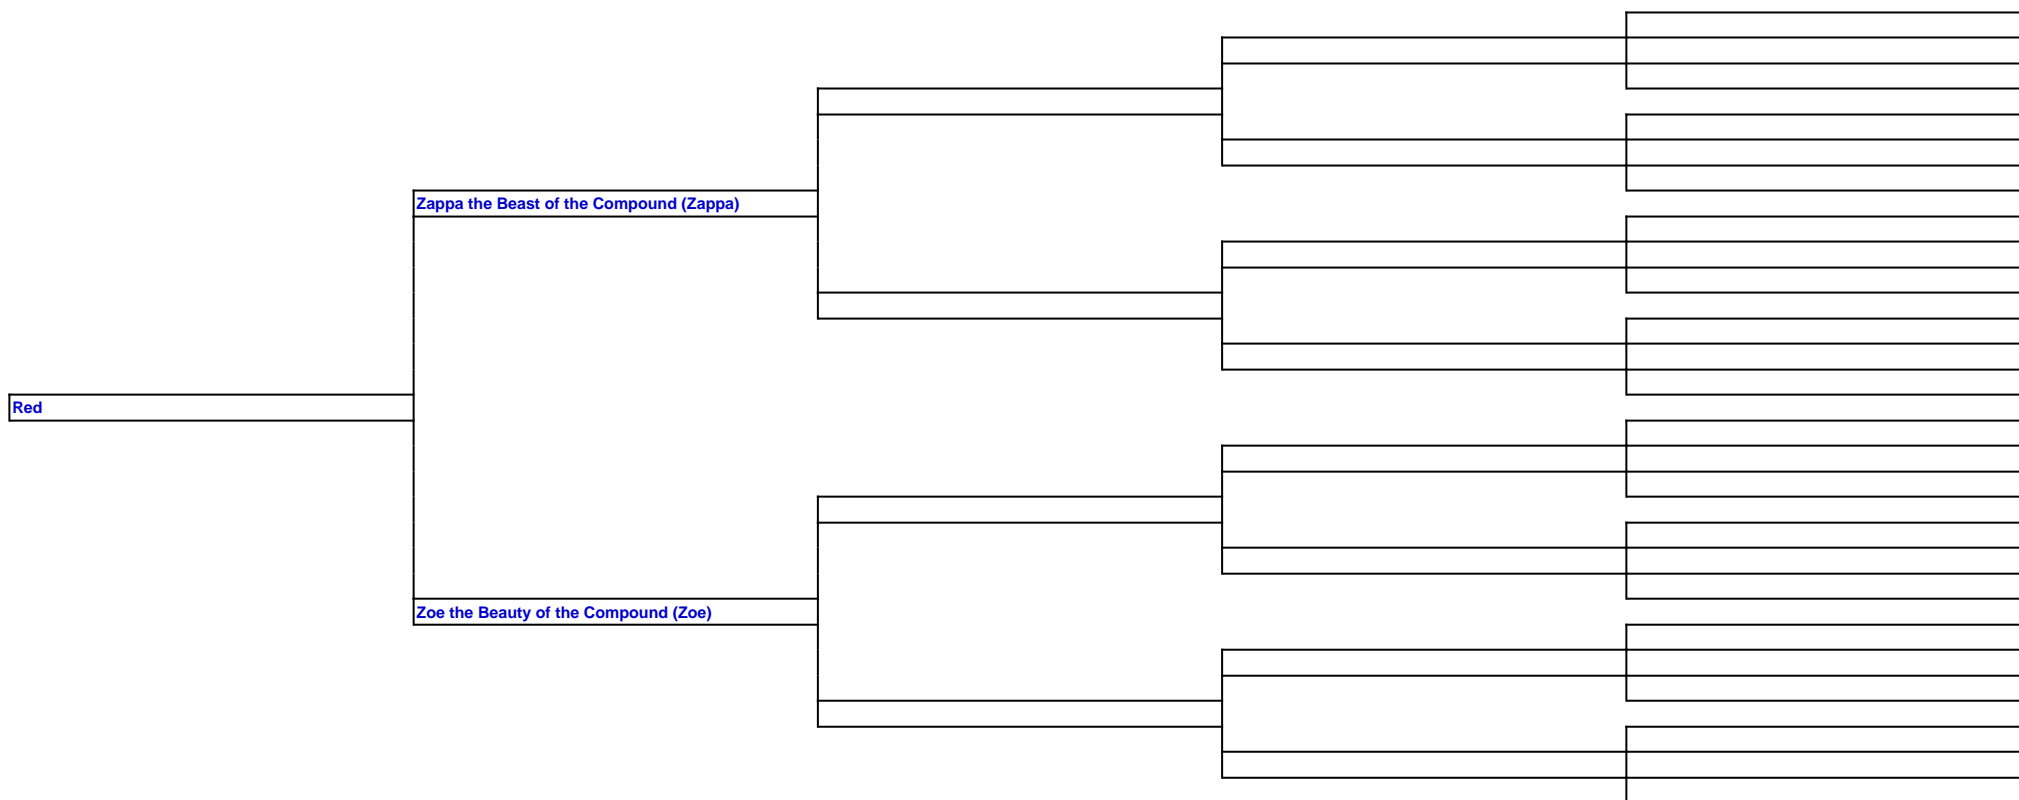 Zappa the Beast of the Compound (Zappa)
Red
Zoe the Beauty of the Compound (Zoe)